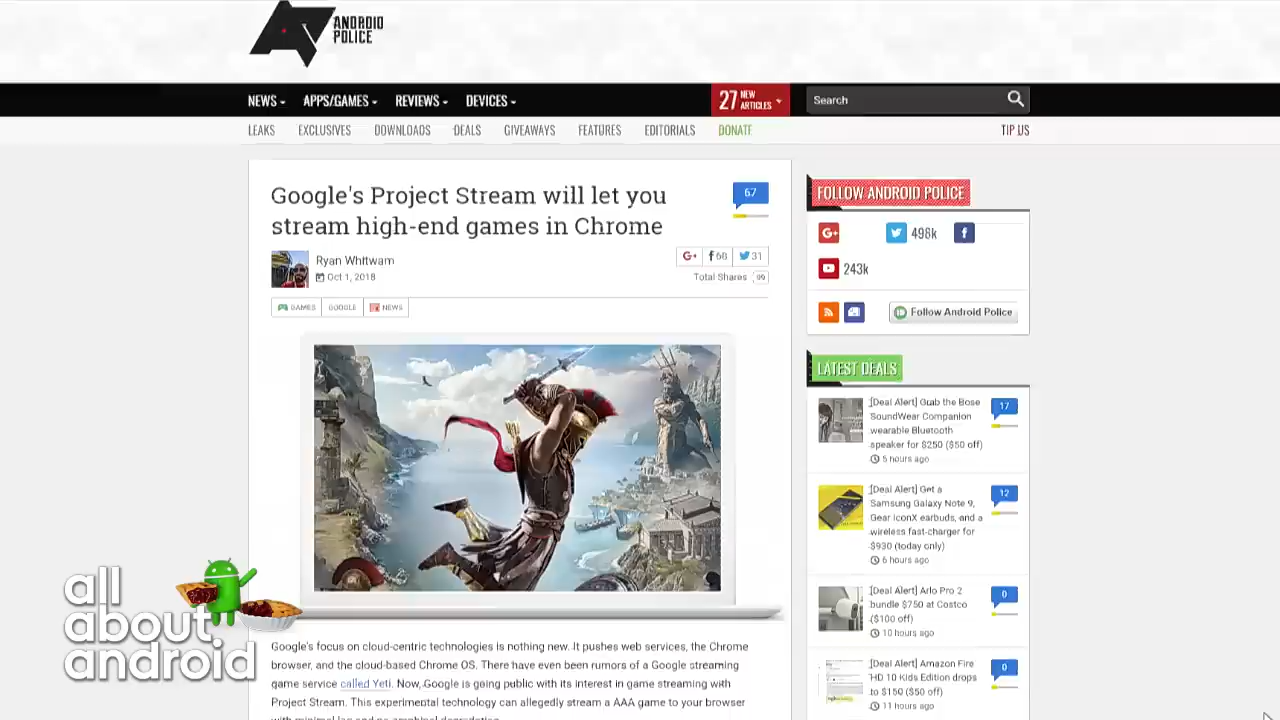 ANDROID
POLICE
NEWS
APPS/GAMES
REVIEWS
DEVICES
27 NEW ARTICLES
Search
LEAKS
EXCLUSIVES
DOWNLOADS
DEALS
GIVEAWAYS
FEATURES
EDITORIALS
DONATE
TIP US
Google's Project Stream will let you
stream high-end games in Chrome
67
Ryan Whitwam
Oct 1, 2018
G+
f 60
31
Total Shares 99
GAMES
GOOGLE
NEWS
Google's focus on cloud-centric technologies is nothing new. It pushes web services, the Chrome
browser, and the cloud-based Chrome OS. There have even been rumors of a Google streaming
game service called Yeti. Now, Google is going public with its interest in game streaming with
Project Stream. This experimental technology can allegedly stream a AAA game to your browser
with minimal lag and no graphical degradation.
FOLLOW ANDROID POLICE
G+
498k
f
243k
Follow Android Police
LATEST DEALS
[Deal Alert] Grab the Bose
SoundWear Companion
wearable Bluetooth
speaker for $250 ($50 off)
5 hours ago
17
[Deal Alert] Get a
Samsung Galaxy Note 9,
Gear IconX earbuds, and a
wireless fast-charger for
$930 (today only)
6 hours ago
12
[Deal Alert] Arlo Pro 2
bundle $750 at Costco
($100 off)
10 hours ago
0
[Deal Alert] Amazon Fire
HD 10 Kids Edition drops
to $150 ($50 off)
11 hours ago
0
all
about
android